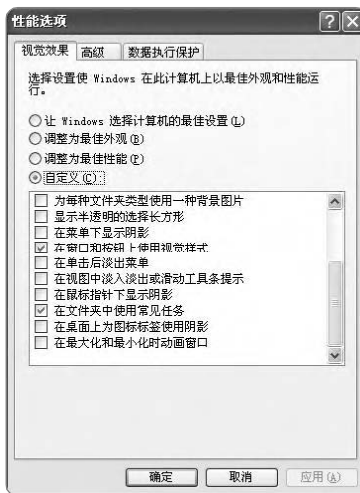 性能选项
视觉效果 高级 数据执行保护
选择设置使 Windows 在此计算机上以最佳外观和性能运
行。
让 Windows 选择计算机的最佳设置(L)
调整为最佳外观(B)
调整为最佳性能(P)
自定义(C):
为每种文件夹类型使用一种背景图片
显示半透明的选择长方形
在菜单下显示阴影
在窗口和按钮上使用视觉样式
在单击后淡出菜单
在视图中淡入淡出或滑动工具条提示
在鼠标指针下显示阴影
在文件夹中使用常见任务
在桌面上为图标标签使用阴影
在最大化和最小化时动画窗口
确定 取消 应用(A)